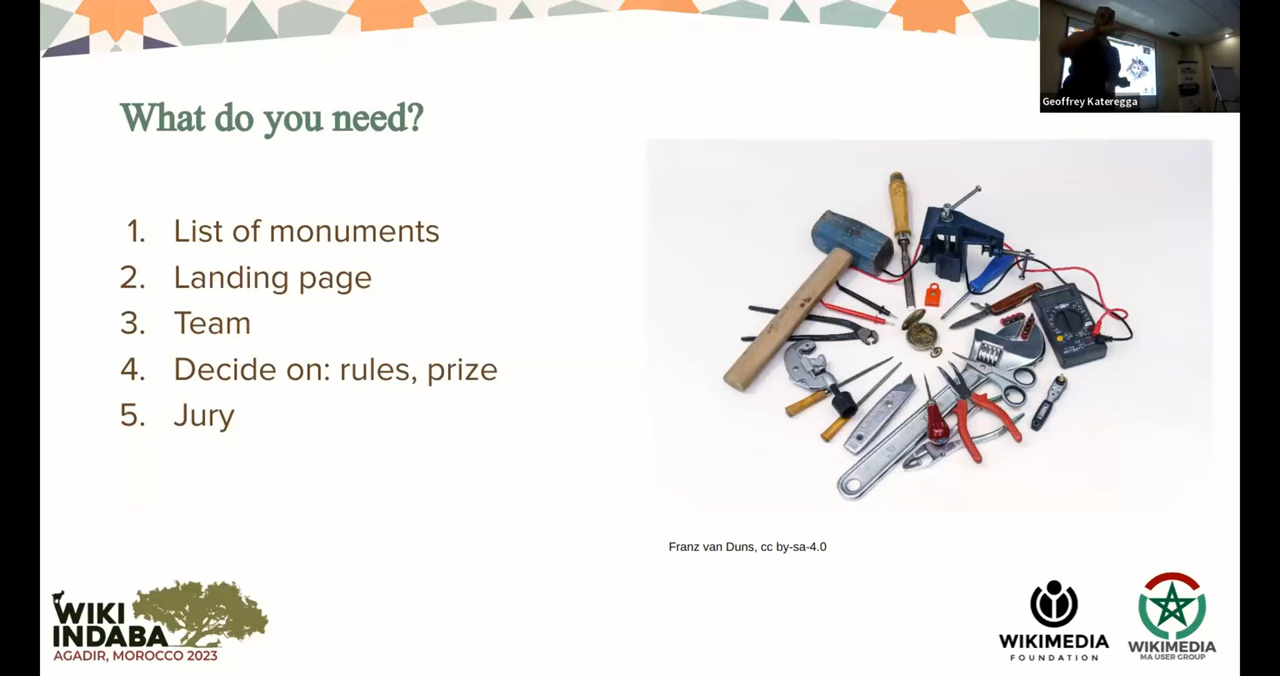 Geoffrey Kateregga
What do you need?
1. List of monuments
2. Landing page
3. Team
4. Decide on: rules, prize
5. Jury
Franz van Duns, cc by-sa-4.0
WIKI
INDABA
AGADIR, MOROCCO 2023
WIKIMEDIA
FOUNDATION
WIKIMEDIA
MA USER GROUP